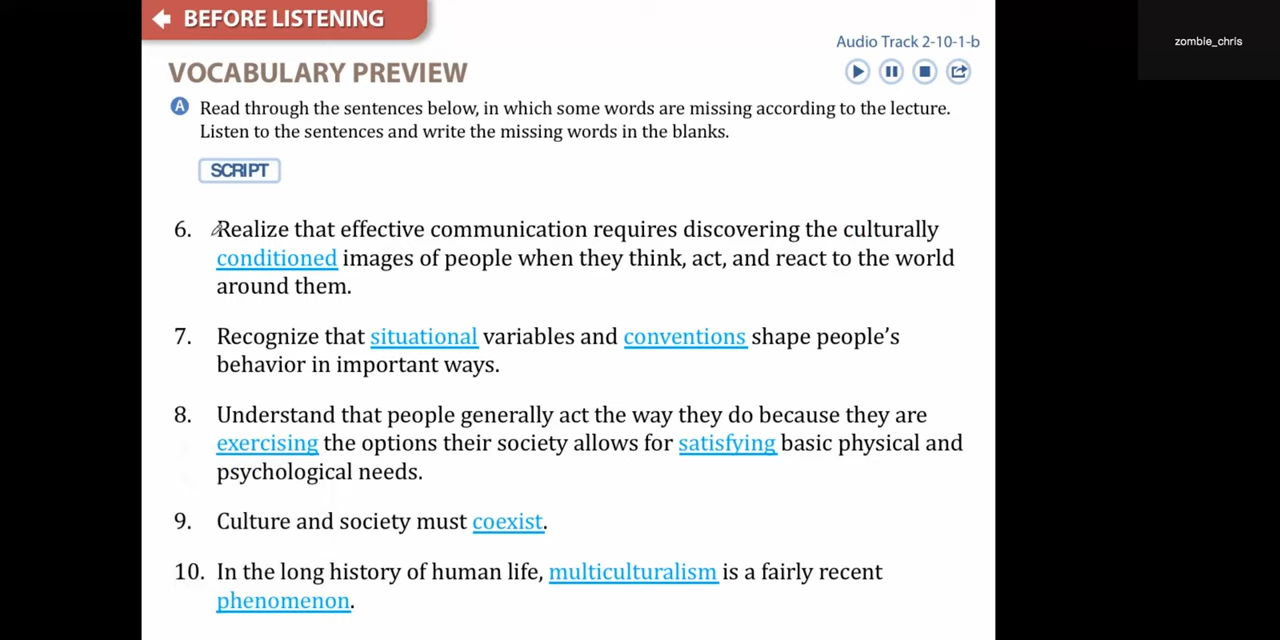 BEFORE LISTENING
zombie_chris
Audio Track 2-10-1-b
VOCABULARY PREVIEW
A Read through the sentences below, in which some words are missing according to the lecture.
Listen to the sentences and write the missing words in the blanks.
SCRIPT
6. Realize that effective communication requires discovering the culturally
conditioned images of people when they think, act, and react to the world
around them.
7. Recognize that situational variables and conventions shape people's
behavior in important ways.
8. Understand that people generally act the way they do because they are
exercising the options their society allows for satisfying basic physical and
psychological needs.
9. Culture and society must coexist.
10. In the long history of human life, multiculturalism is a fairly recent
phenomenon.